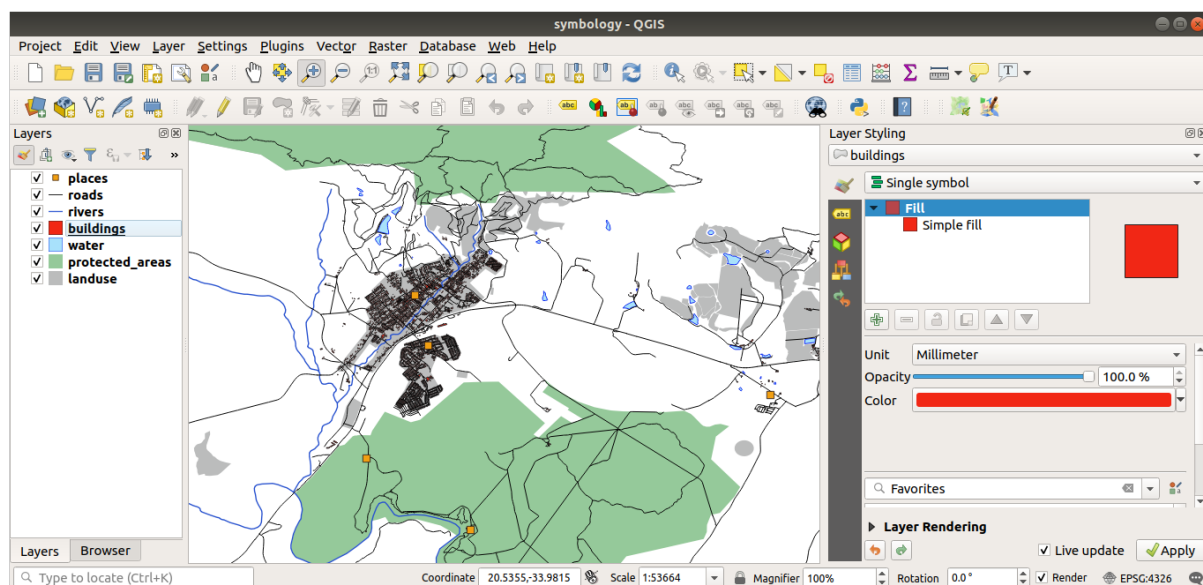 symbology - QGIS
Project Edit View Layer Settings Plugins Vector Raster Database Web Help
Layers
places
roads
rivers
buildings
water
protected_areas
landuse
Layers Browser
Layer Styling
buildings
Single symbol
Fill
Simple fill
Unit Millimeter
Opacity 100.0 %
Color
Favorites
Layer Rendering
Live update Apply
Type to locate (Ctrl+K) Coordinate 20.5355,-33.9815 Scale 1:53664 Magnifier 100% Rotation 0.0 ° Render EPSG:4326